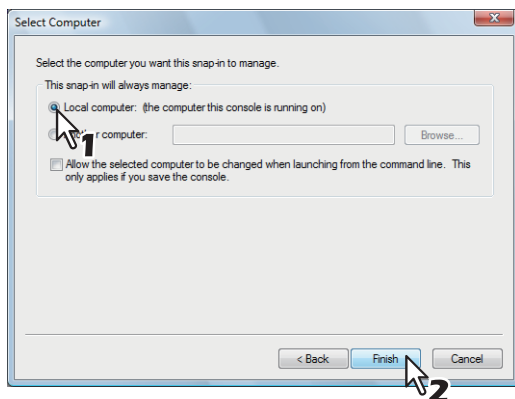 Select Computer
Select the computer you want this snap-in to manage.
This snap-in will always manage:
Local computer: (the computer this console is running on)
computer:
Browse...
1
Allow the selected computer to be changed when launching from the command line. This
only applies if you save the console.
< Back Finish Cancel
2